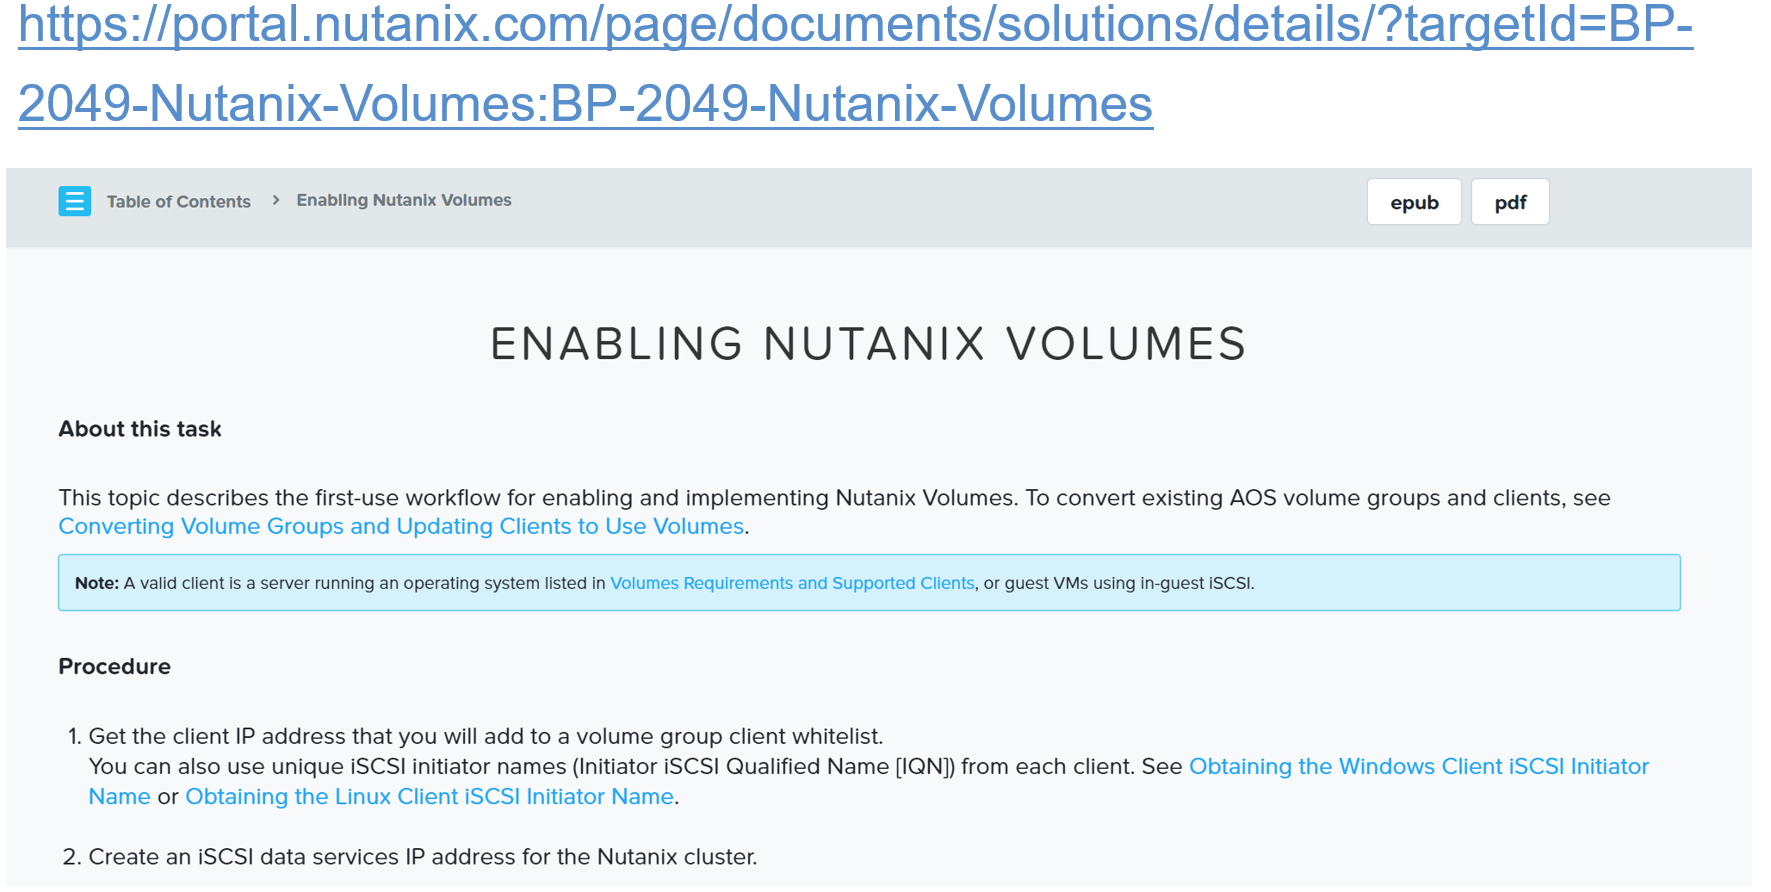 https://portal.nutanix.com/page/documents/solutions/details/?targetId=BP-
2049-Nutanix-Volumes:BP-2049-Nutanix-Volumes
Table of Contents > Enabling Nutanix Volumes
epub pdf
ENABLING NUTANIX VOLUMES
About this task
This topic describes the first-use workflow for enabling and implementing Nutanix Volumes. To convert existing AOS volume groups and clients, see
Converting Volume Groups and Updating Clients to Use Volumes.
Note: A valid client is a server running an operating system listed in Volumes Requirements and Supported Clients, or guest VMs using in-guest iSCSI.
Procedure
1. Get the client IP address that you will add to a volume group client whitelist.
You can also use unique iSCSI initiator names (Initiator iSCSI Qualified Name [IQN]) from each client. See Obtaining the Windows Client iSCSI Initiator
Name or Obtaining the Linux Client iSCSI Initiator Name.
2. Create an iSCSI data services IP address for the Nutanix cluster.